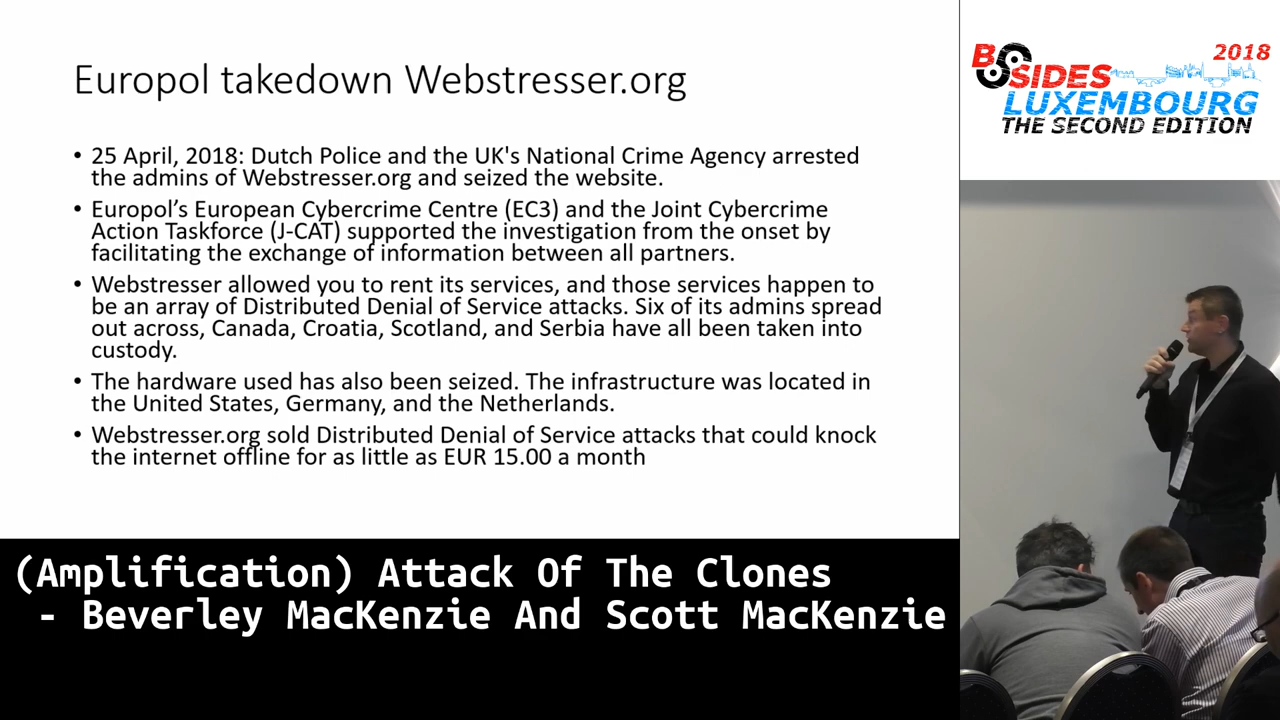 Europol takedown Webstresser.org
• 25 April, 2018: Dutch Police and the UK's National Crime Agency arrested
the admins of Webstresser.org and seized the website.
• Europol’s European Cybercrime Centre (EC3) and the Joint Cybercrime
Action Taskforce (J-CAT) supported the investigation from the onset by
facilitating the exchange of information between all partners.
• Webstresser allowed you to rent its services, and those services happen to
be an array of Distributed Denial of Service attacks. Six of its admins spread
out across, Canada, Croatia, Scotland, and Serbia have all been taken into
custody.
• The hardware used has also been seized. The infrastructure was located in
the United States, Germany, and the Netherlands.
• Webstresser.org sold Distributed Denial of Service attacks that could knock
the internet offline for as little as EUR 15.00 a month
2018
BSIDES
LUXEMBOURG
THE SECOND EDITION
(Amplification) Attack Of The Clones
- Beverley MacKenzie And Scott MacKenzie